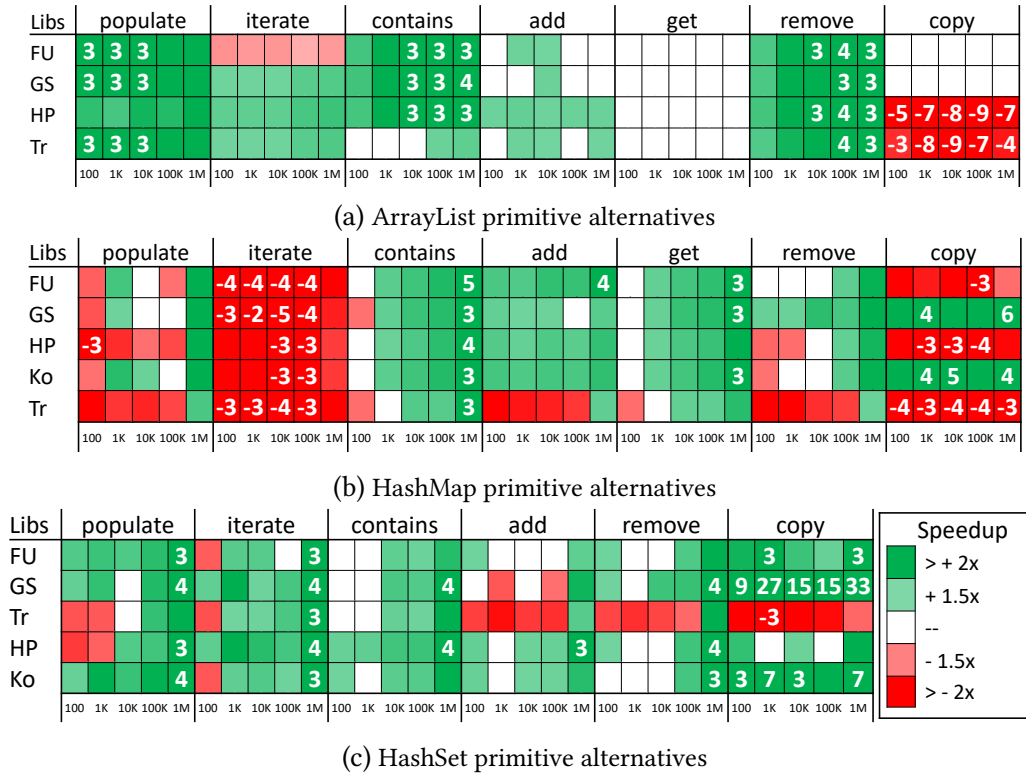 Libs populate iterate contains add get remove copy
FU 3 3 3 3 3 3 3 4 3
GS 3 3 3 3 3 4 3 3
HP 3 3 3 3 4 3 -5 -7 -8 -9 -7
Tr 3 3 3 4 3 -3 -8 -9 -7 -4
100 1K 10K 100K 1M 100 1K 10K 100K 1M 100 1K 10K 100K 1M 100 1K 10K 100K 1M 100 1K 10K 100K 1M 100 1K 10K 100K 1M 100 1K 10K 100K 1M
(a) ArrayList primitive alternatives
Libs populate iterate contains add get remove copy
FU -4 -4 -4 -4 5 4 3 -3
GS -3 -2 -5 -4 3 3 4 6
HP -3 -3 -3 4 -3 -3 -4
Ko -3 -3 3 3 4 5 4
Tr -3 -3 -4 -3 3 -4 -3 -4 -4 -3
100 1K 10K 100K 1M 100 1K 10K 100K 1M 100 1K 10K 100K 1M 100 1K 10K 100K 1M 100 1K 10K 100K 1M 100 1K 10K 100K 1M 100 1K 10K 100K 1M
(b) HashMap primitive alternatives
Libs populate iterate contains add remove copy
FU 3 3 3 3
GS 4 4 4 4 9 27 15 15 33
Tr 3 -3
HP 3 4 4 3 4
Ko 4 3 3 3 7 3 7
100 1K 10K 100K 1M 100 1K 10K 100K 1M 100 1K 10K 100K 1M 100 1K 10K 100K 1M 100 1K 10K 100K 1M 100 1K 10K 100K 1M
Speedup
> + 2x
+ 1.5x
--
- 1.5x
> - 2x
(c) HashSet primitive alternatives